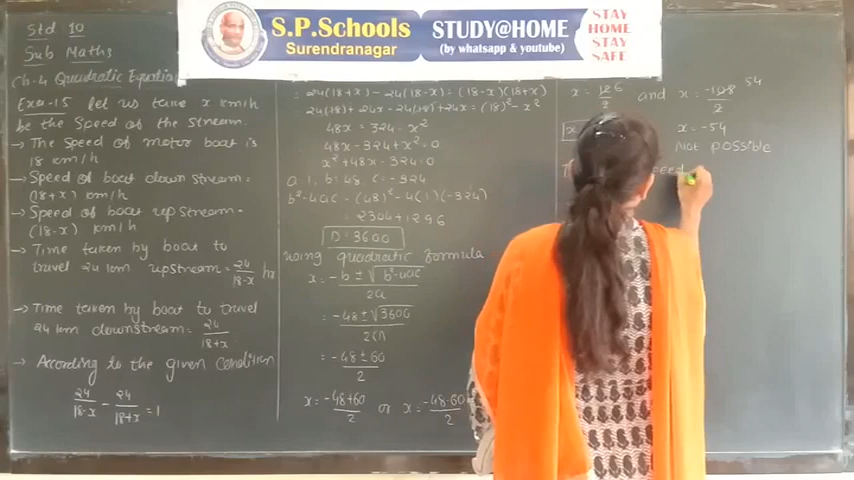 S.P.Schools
Surendranagar
STUDY@HOME
(by whatsapp & youtube)
STAY
HOME
STAY
SAFE
Std 10
Sub Maths
Ch-4 Quadratic Equation
Exa-15 let us take x km/h
be the Speed of the stream.
→ The speed of motor boat is
18 km/h
→ Speed of boat down stream =
(18+x) km/h
→ Speed of boat upstream =
(18-x) km/h
→ Time taken by boat to
travel 24 km upstream = 24/18-x hr
→ Time taken by boat to travel
24 km downstream = 24/18+x
→ According to the given condition
24/18-x - 24/18+x = 1
∴ 24(18+x) - 24(18-x) = (18-x)(18+x)
24(18) + 24x - 24(18) + 24x = (18)² - x²
48x = 324 - x²
48x - 324 + x² = 0
x² + 48x - 324 = 0
a=1, b=48, c=-324
b²-4ac = (48)² - 4(1)(-324)
= 2304 + 1296
D = 3600
using quadratic formula
x = -b ± √b²-4ac / 2a
= -48 ± √3600 / 2(1)
= -48 ± 60 / 2
x = -48+60 / 2 or x = -48-60 / 2
and x = -108/2 54
x = -54
Not possible